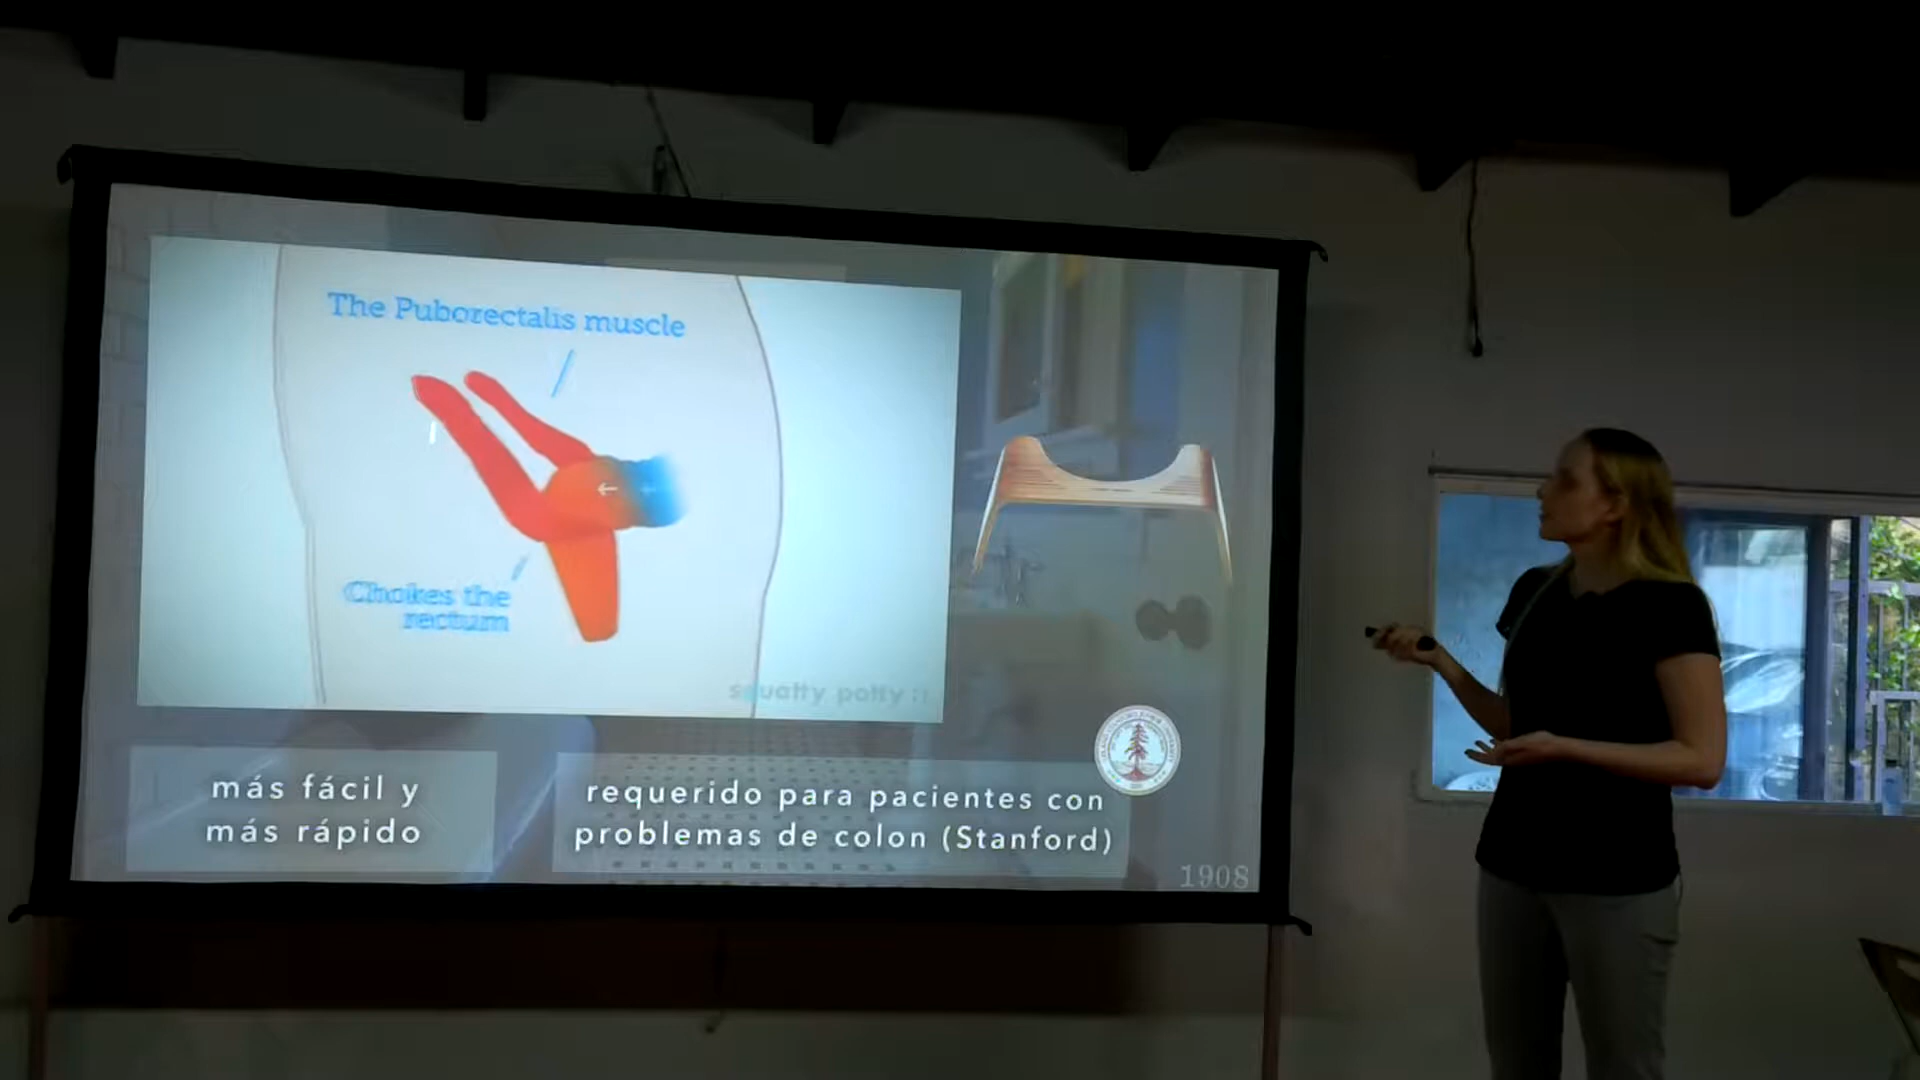 The Puborectalis muscle
Chokes the
rectum
squatty potty
más fácil y
más rápido
requerido para pacientes con
problemas de colon (Stanford)
1908